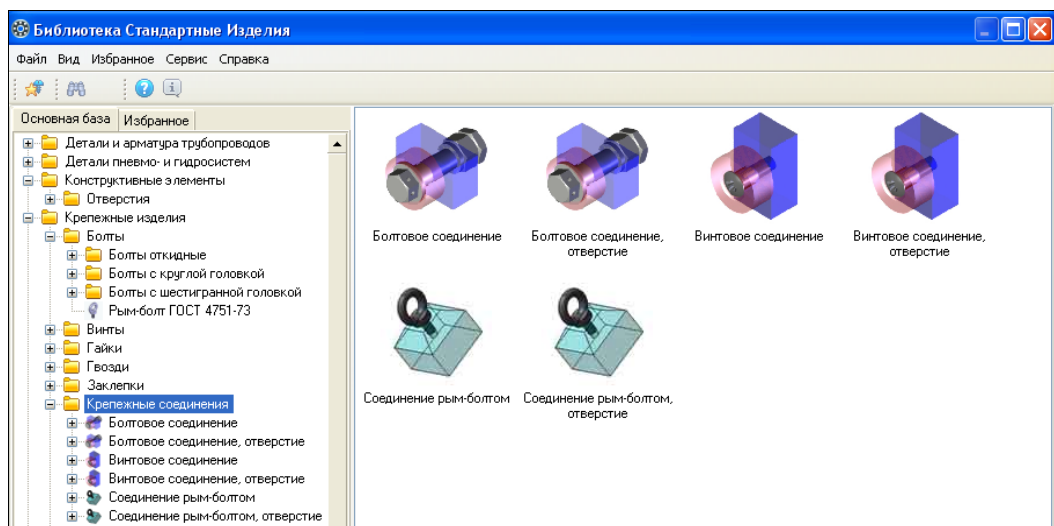 Библиотека Стандартные Изделия
Файл Вид Избранное Сервис Справка
Основная база Избранное
Детали и арматура трубопроводов
Детали пневмо- и гидросистем
Конструктивные элементы
Отверстия
Крепежные изделия
Болты
Болты откидные
Болты с круглой головкой
Болты с шестигранной головкой
Рым-болт ГОСТ 4751-73
Винты
Гайки
Гвозди
Заклепки
Крепежные соединения
Болтовое соединение
Болтовое соединение, отверстие
Винтовое соединение
Винтовое соединение, отверстие
Соединение рым-болтом
Соединение рым-болтом, отверстие
Болтовое соединение
Болтовое соединение,
отверстие
Винтовое соединение
Винтовое соединение,
отверстие
Соединение рым-болтом
Соединение рым-болтом,
отверстие